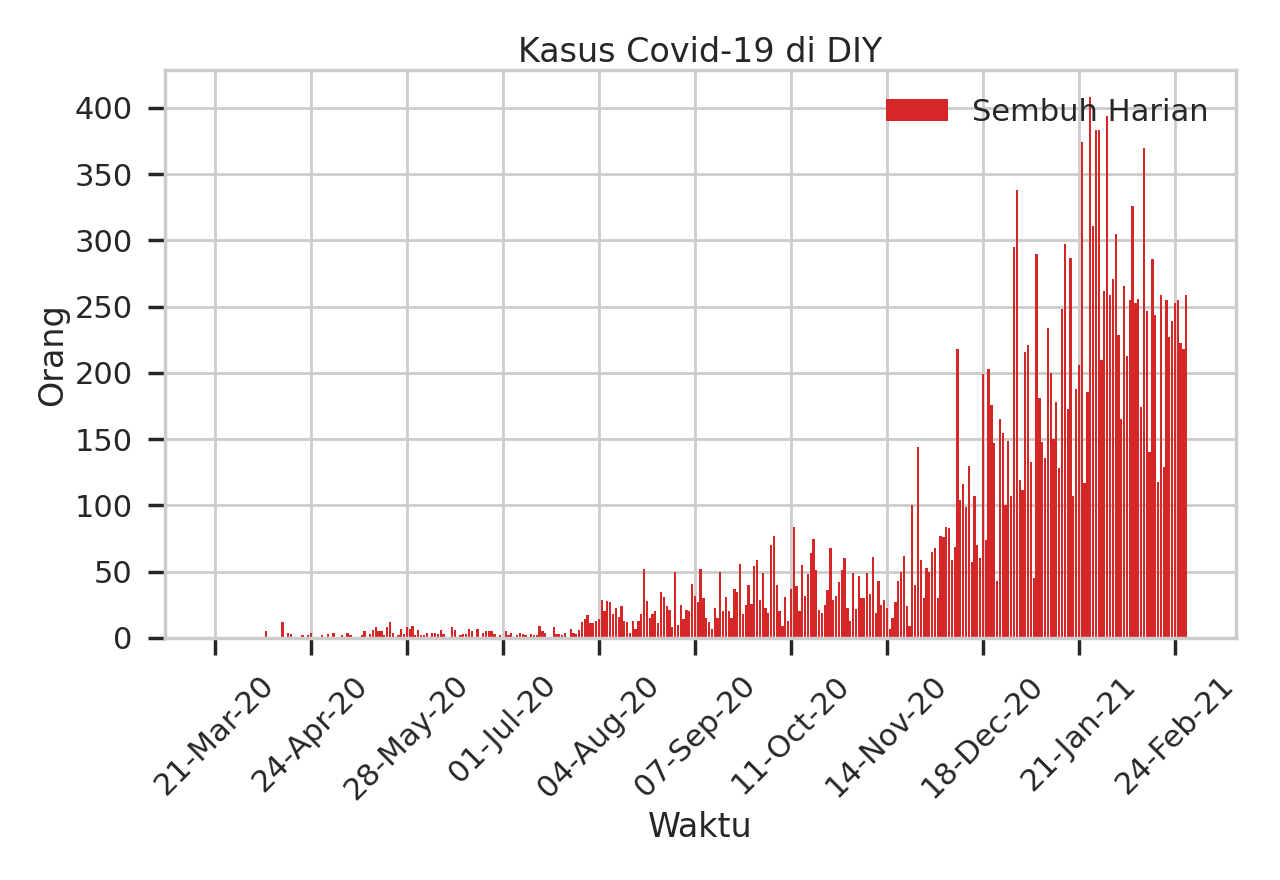 Kasus Covid-19 di DIY
Sembuh Harian
400
350
300
250
200
150
100
50
0
Orang
21-Mar-20
24-Apr-20
28-May-20
01-Jul-20
04-Aug-20
07-Sep-20
11-Oct-20
14-Nov-20
18-Dec-20
21-Jan-21
24-Feb-21
Waktu